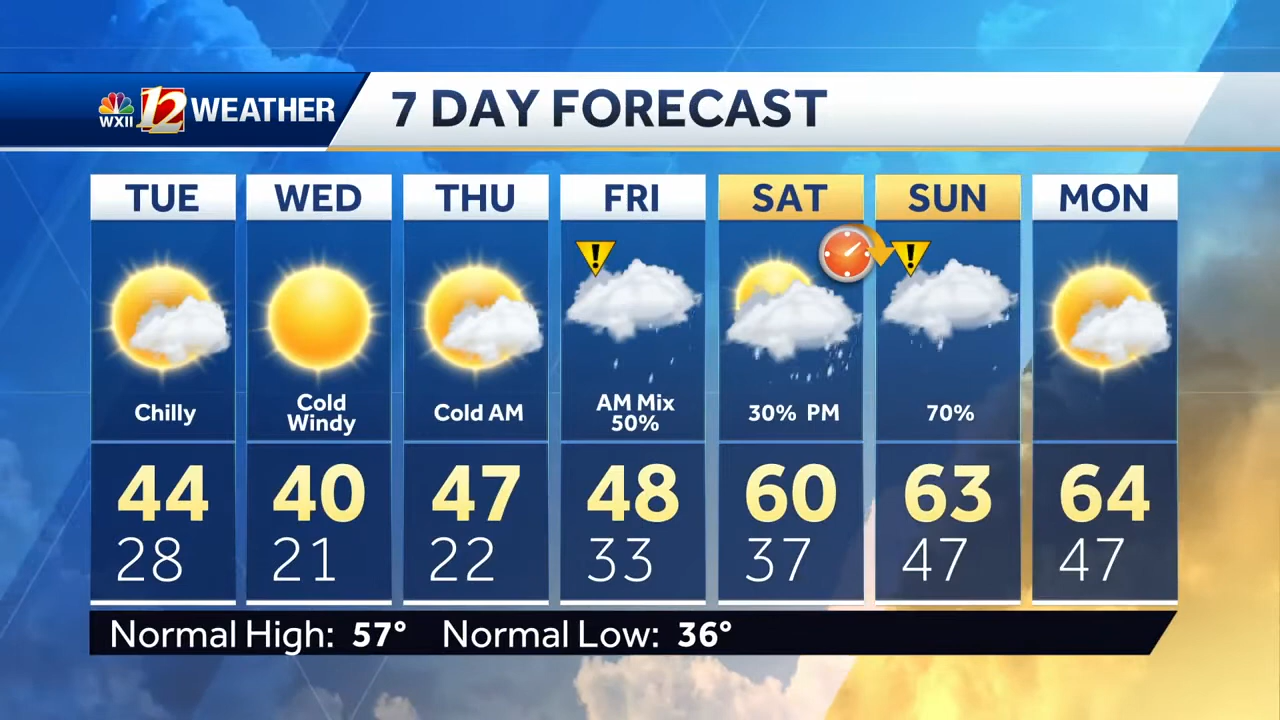 WXII 12 WEATHER
7 DAY FORECAST
TUE WED THU FRI SAT SUN MON
! !
Chilly Cold Windy Cold AM AM Mix 50% 30% PM 70%
44 40 47 48 60 63 64
28 21 22 33 37 47 47
Normal High: 57° Normal Low: 36°